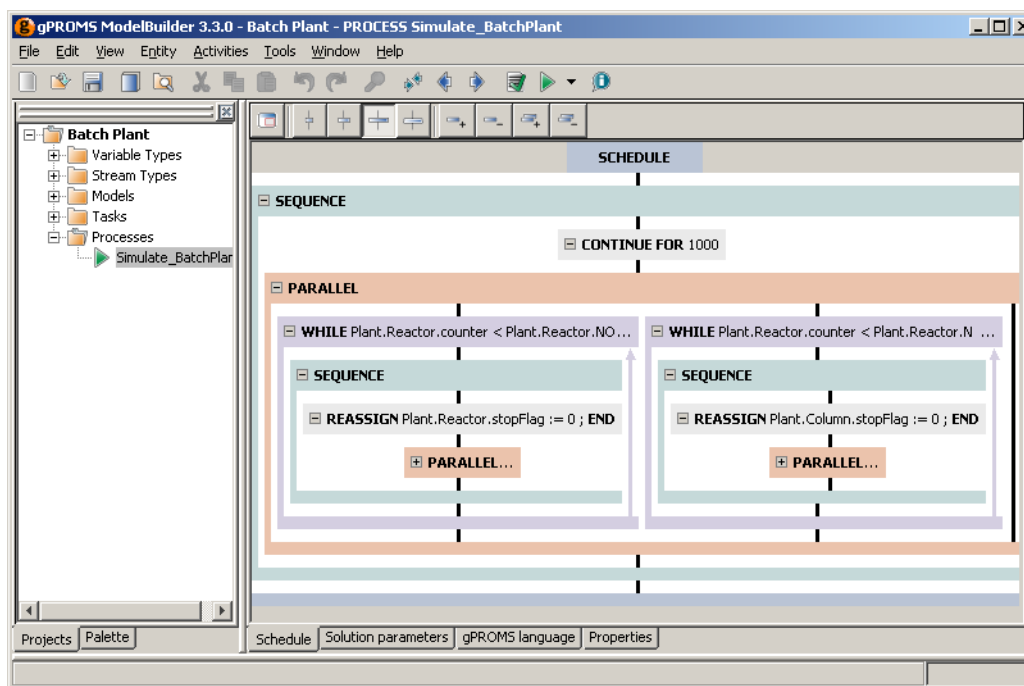 gPROMS ModelBuilder 3.3.0 - Batch Plant - PROCESS Simulate_BatchPlant
File Edit View Entity Activities Tools Window Help
Batch Plant
Variable Types
Stream Types
Models
Tasks
Processes
Simulate_BatchPlar
SCHEDULE
SEQUENCE
CONTINUE FOR 1000
PARALLEL
WHILE Plant.Reactor.counter < Plant.Reactor.NO...
SEQUENCE
REASSIGN Plant.Reactor.stopFlag := 0 ; END
PARALLEL...
WHILE Plant.Reactor.counter < Plant.Reactor.N ...
SEQUENCE
REASSIGN Plant.Column.stopFlag := 0 ; END
PARALLEL...
Projects Palette
Schedule Solution parameters gPROMS language Properties